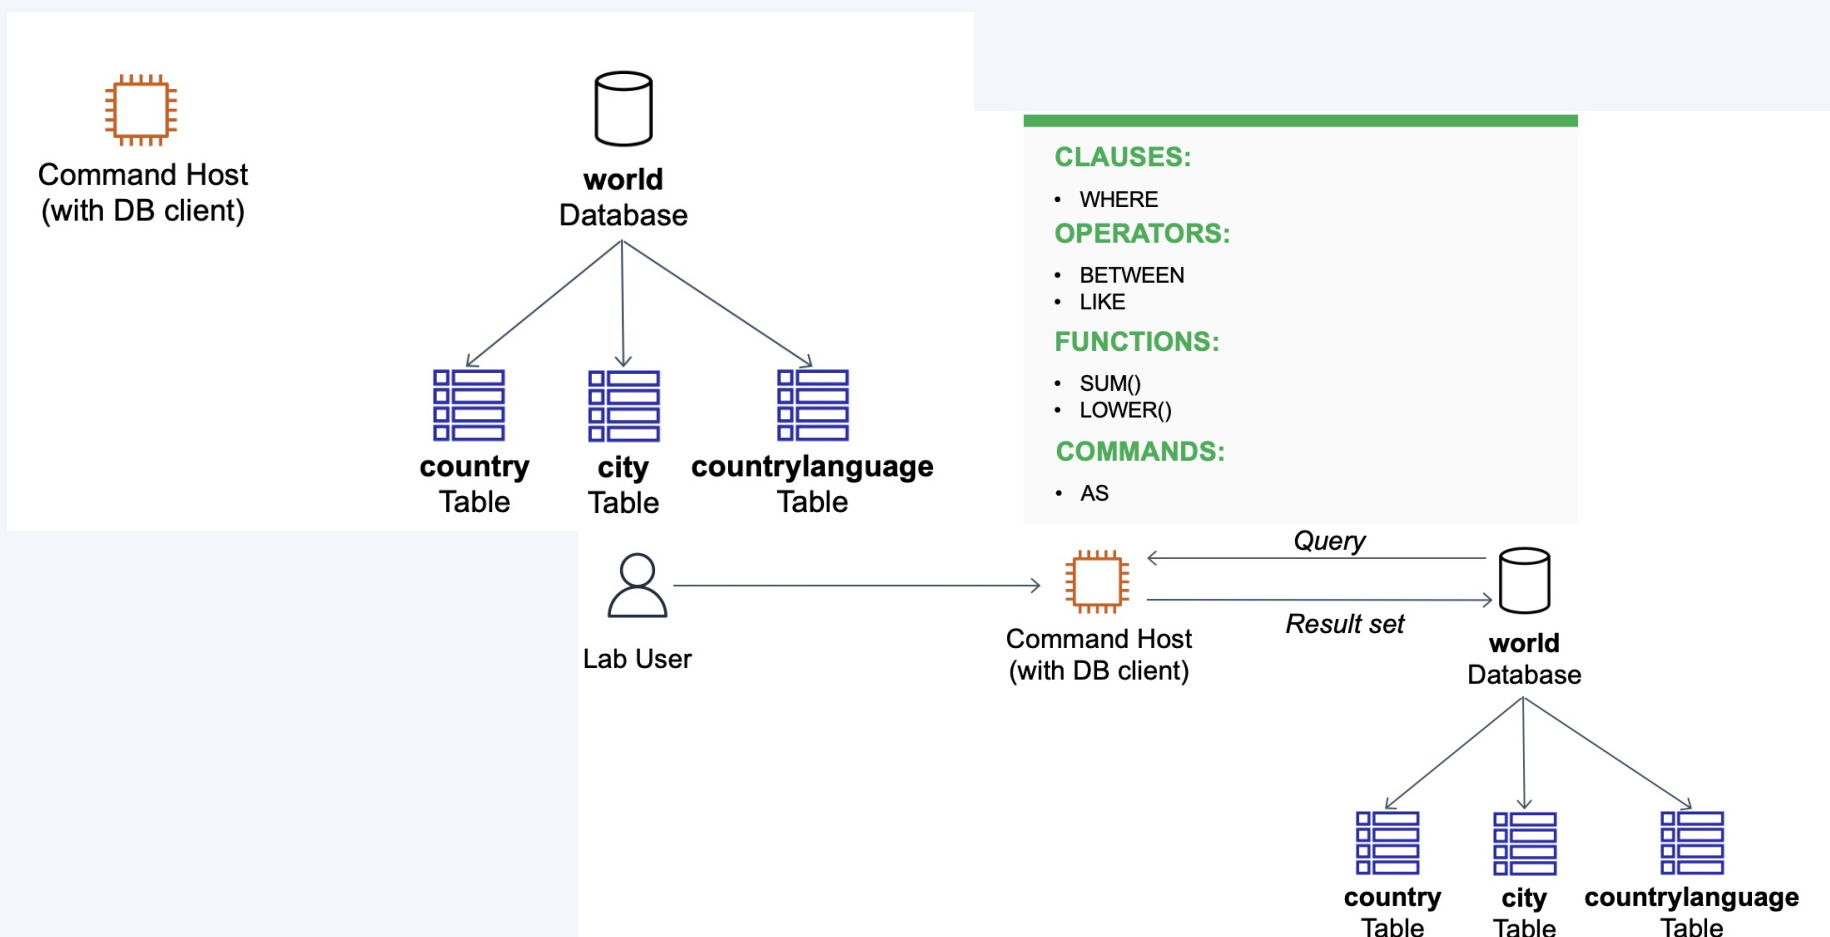 Command Host
(with DB client)
world
Database
country
Table
city
Table
countrylanguage
Table
CLAUSES:
• WHERE
OPERATORS:
• BETWEEN
• LIKE
FUNCTIONS:
• SUM()
• LOWER()
COMMANDS:
• AS
Lab User
Command Host
(with DB client)
Query
Result set
world
Database
country
Table
city
Table
countrylanguage
Table